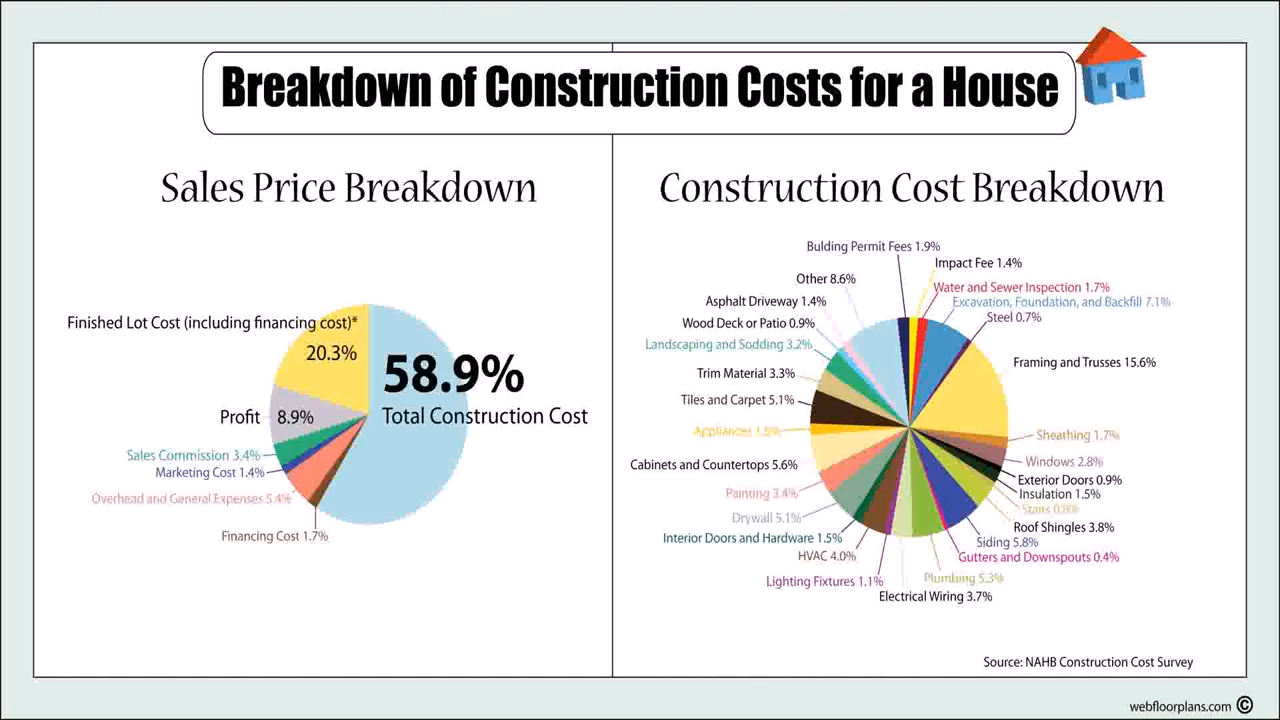 Breakdown of Construction Costs for a House
Sales Price Breakdown
Finished Lot Cost (including financing cost)*
20.3%
58.9%
Total Construction Cost
Profit 8.9%
Sales Commission 3.4%
Marketing Cost 1.4%
Overhead and General Expenses 5.4%
Financing Cost 1.7%
Construction Cost Breakdown
Bulding Permit Fees 1.9%
Impact Fee 1.4%
Water and Sewer Inspection 1.7%
Excavation, Foundation, and Backfill 7.1%
Steel 0.7%
Framing and Trusses 15.6%
Sheathing 1.7%
Windows 2.8%
Exterior Doors 0.9%
Insulation 1.5%
Stairs 0.8%
Roof Shingles 3.8%
Siding 5.8%
Gutters and Downspouts 0.4%
Plumbing 5.3%
Electrical Wiring 3.7%
Lighting Fixtures 1.1%
HVAC 4.0%
Interior Doors and Hardware 1.5%
Drywall 5.1%
Painting 3.4%
Cabinets and Countertops 5.6%
Appliances
Tiles and Carpet 5.1%
Trim Material 3.3%
Landscaping and Sodding 3.2%
Wood Deck or Patio 0.9%
Asphalt Driveway 1.4%
Other 8.6%
Source: NAHB Construction Cost Survey
webfloorplans.com ©